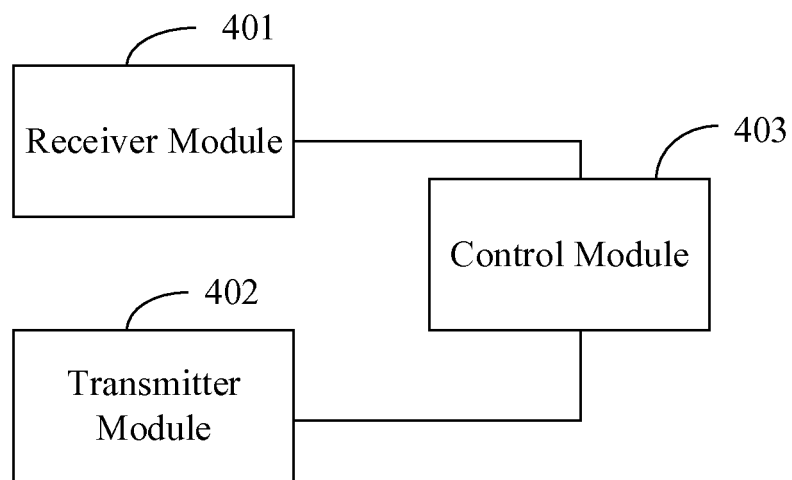 401
Receiver Module
403
Control Module
402
Transmitter
Module